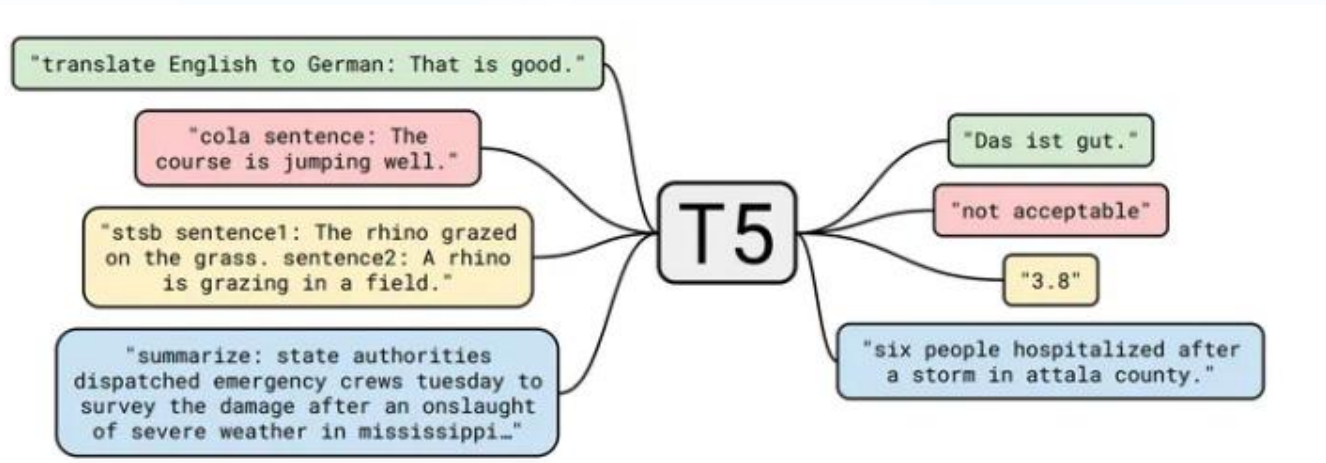 "translate English to German: That is good."
"cola sentence: The
course is jumping well."
"stsb sentence1: The rhino grazed
on the grass. sentence2: A rhino
is grazing in a field."
"summarize: state authorities
dispatched emergency crews tuesday to
survey the damage after an onslaught
of severe weather in mississippi…"
T5
"Das ist gut."
"not acceptable"
"3.8"
"six people hospitalized after
a storm in attala county."